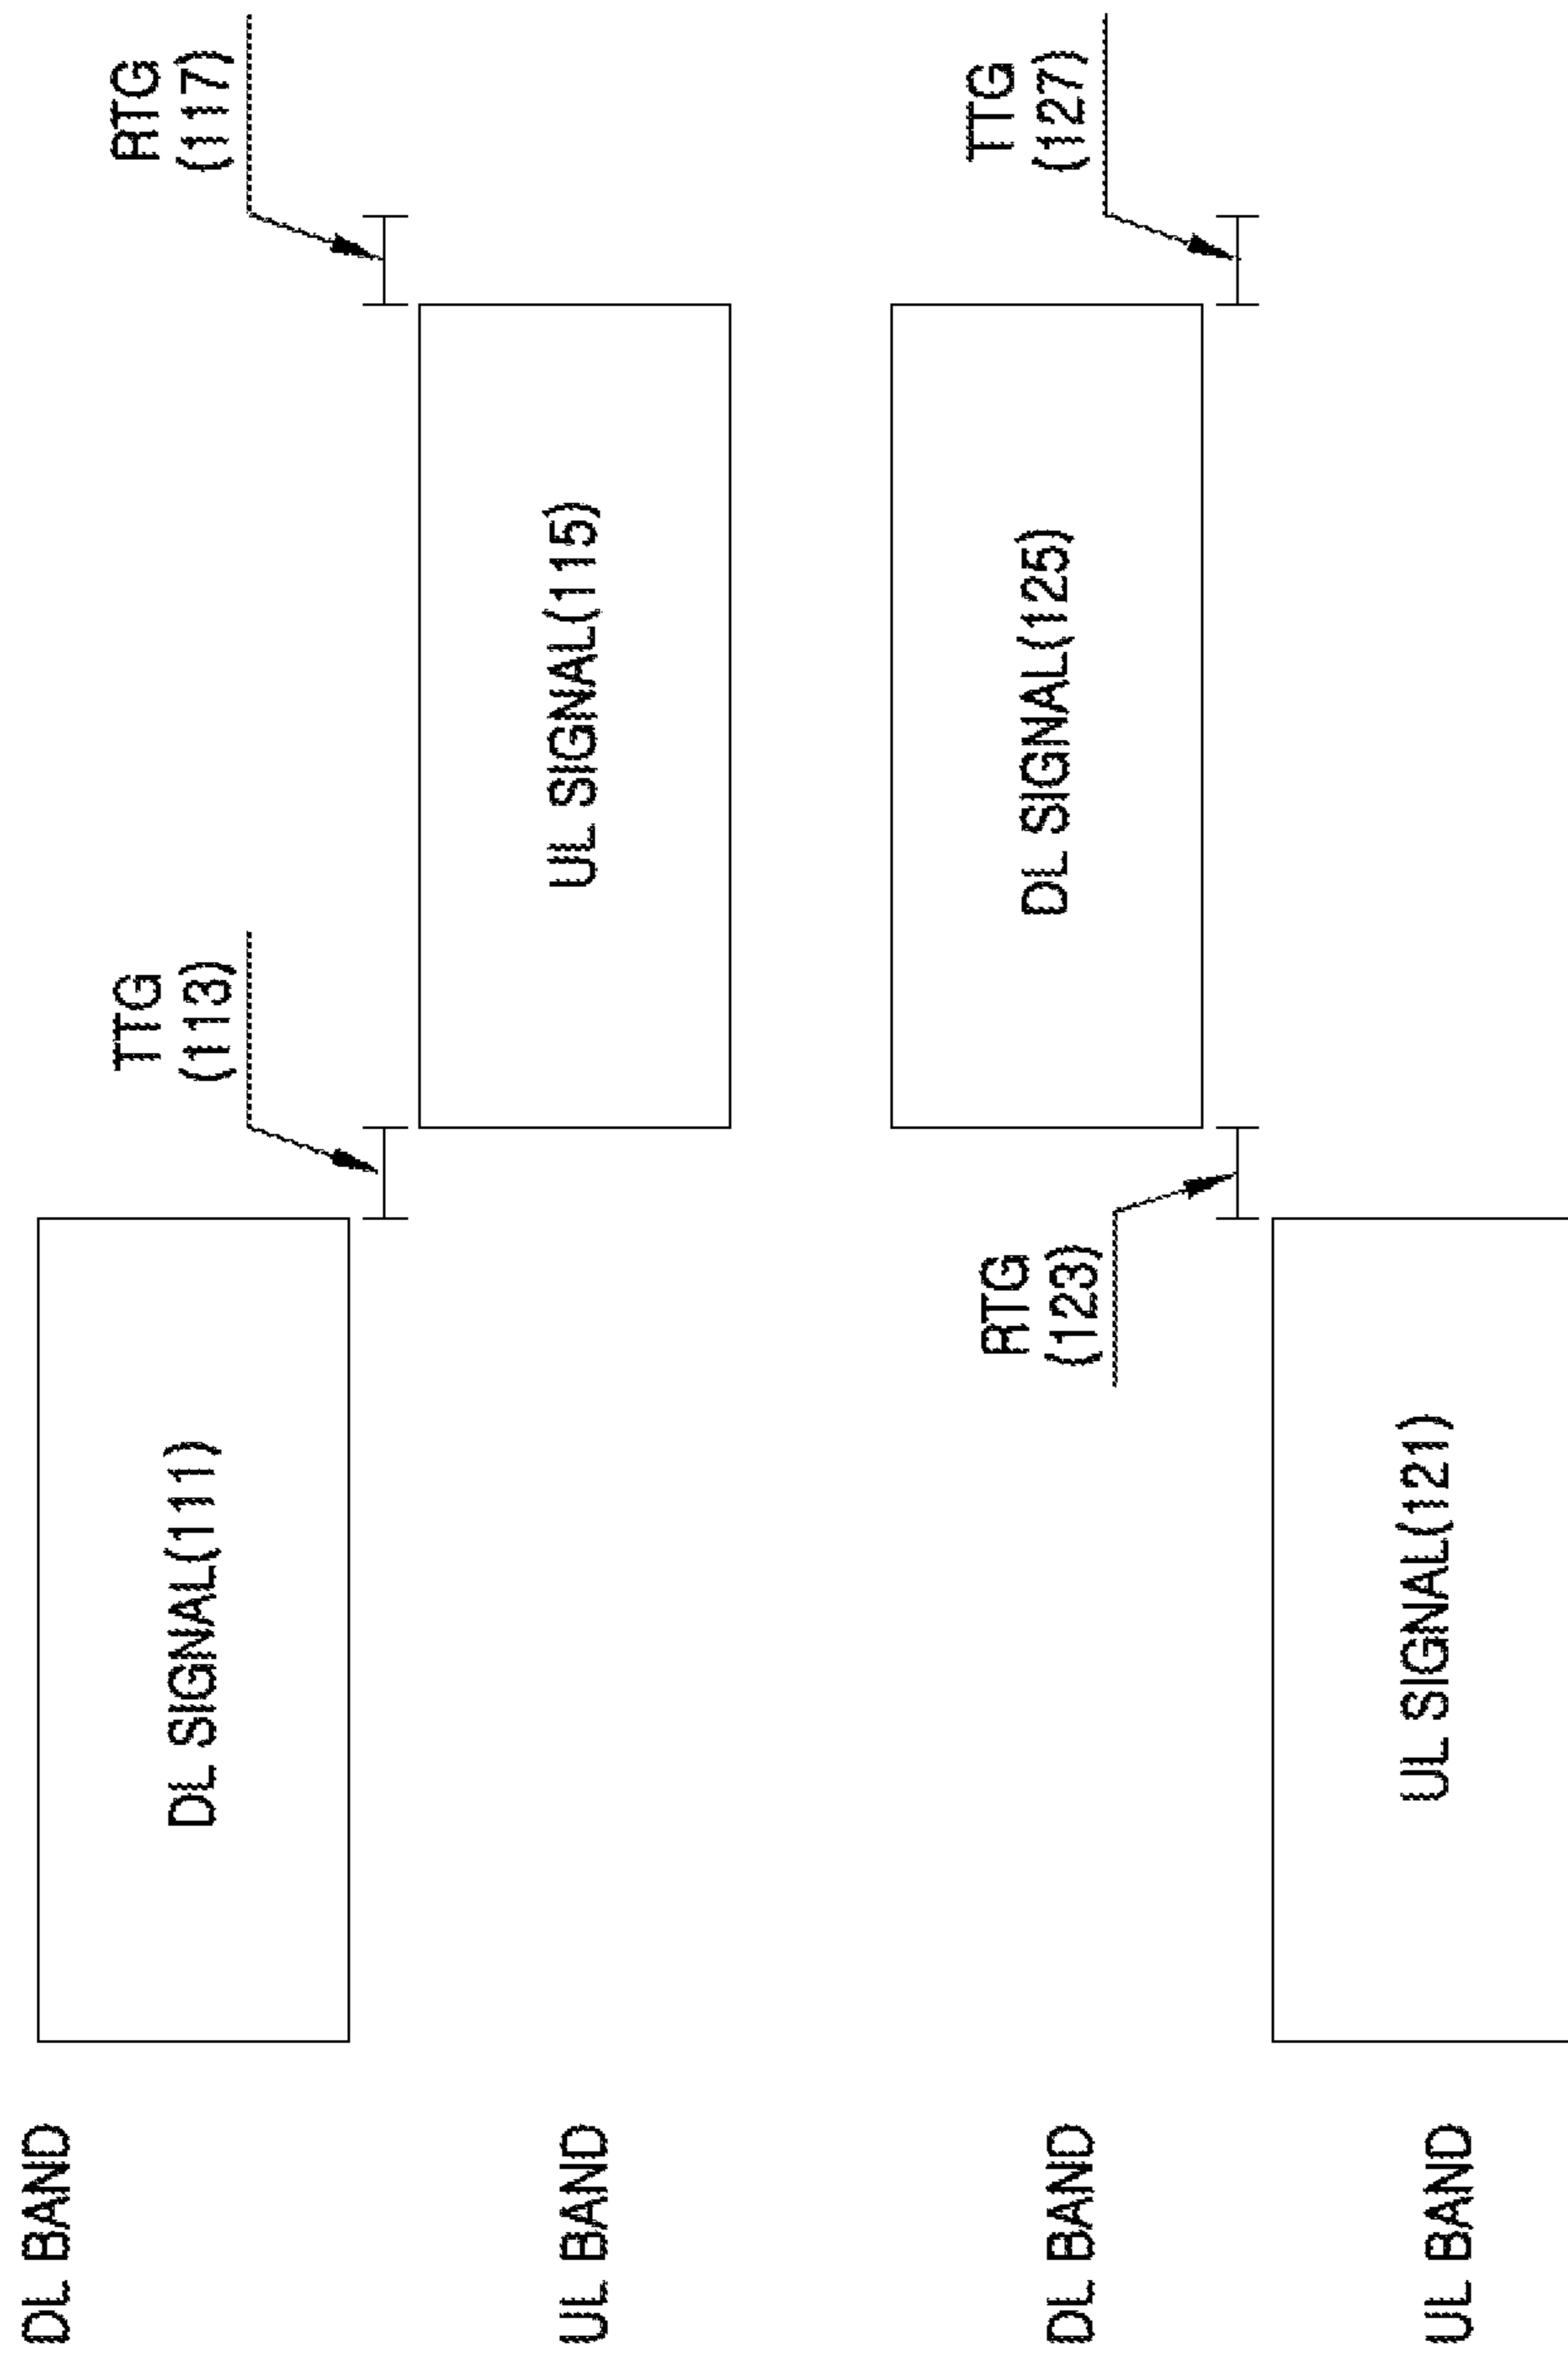 DL BAND
DL SIGNAL(111)
TTG
(113)
RTG
(117)
UL BAND
UL SIGNAL(115)
DL BAND
DL SIGNAL(125)
RTG
(123)
TTG
(127)
UL BAND
UL SIGNAL(121)